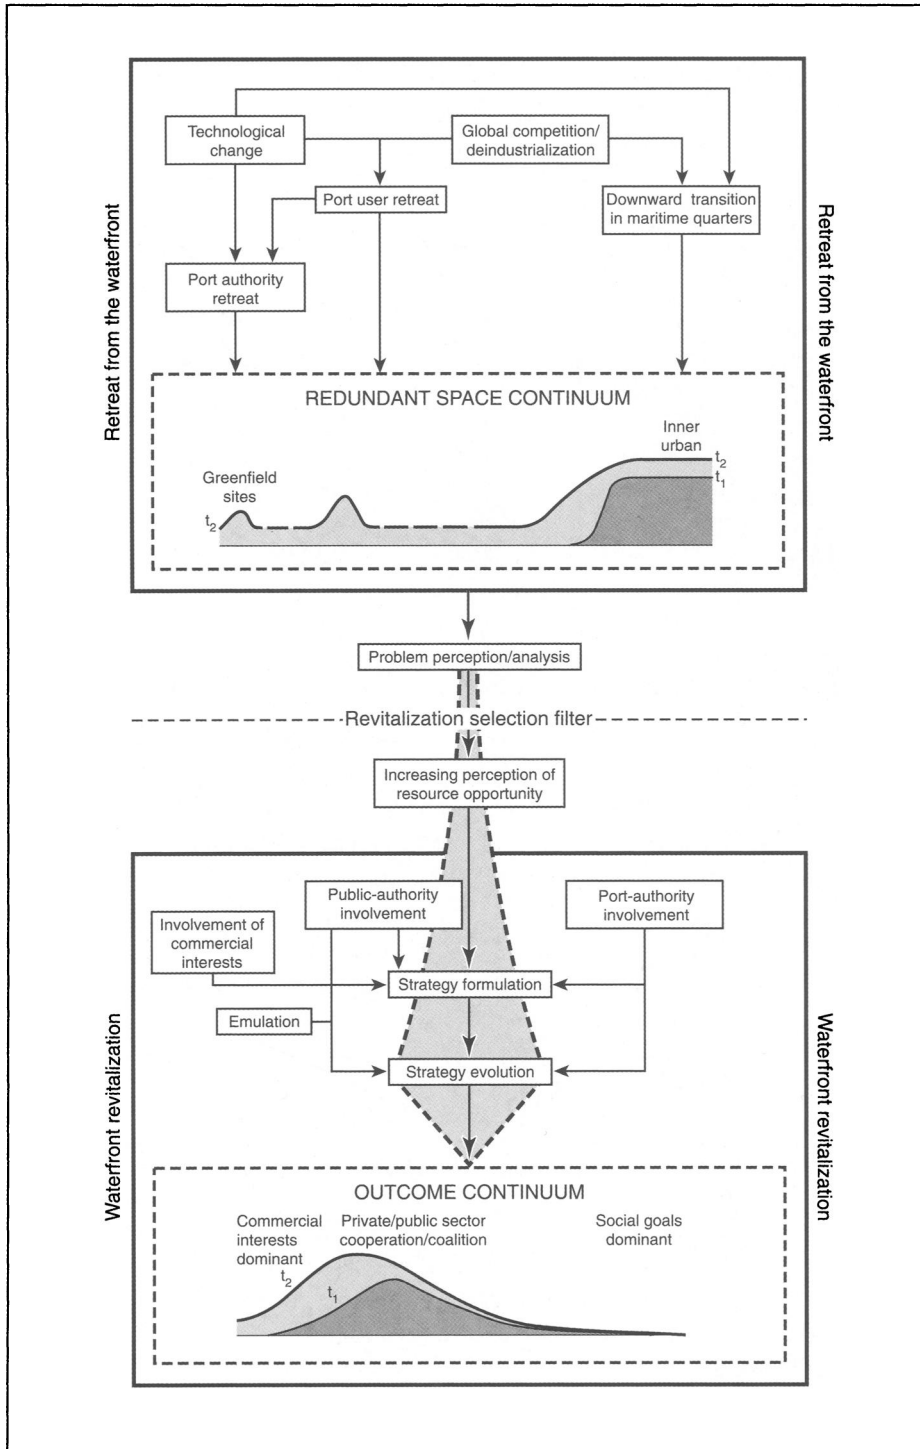 Technological
change
Global competition/
deindustrialization
Port user retreat
Downward transition
in maritime quarters
Port authority
retreat
Retreat from the waterfront
Retreat from the waterfront
REDUNDANT SPACE CONTINUUM
Inner
urban
t2
t1
Greenfield
sites
t2
Problem perception/analysis
Revitalization selection filter
Increasing perception of
resource opportunity
Public-authority
involvement
Port-authority
involvement
Involvement of
commercial
interests
Strategy formulation
Emulation
Strategy evolution
Waterfront revitalization
Waterfront revitalization
OUTCOME CONTINUUM
Commercial
interests
dominant
Private/public sector
cooperation/coalition
Social goals
dominant
t2
t1